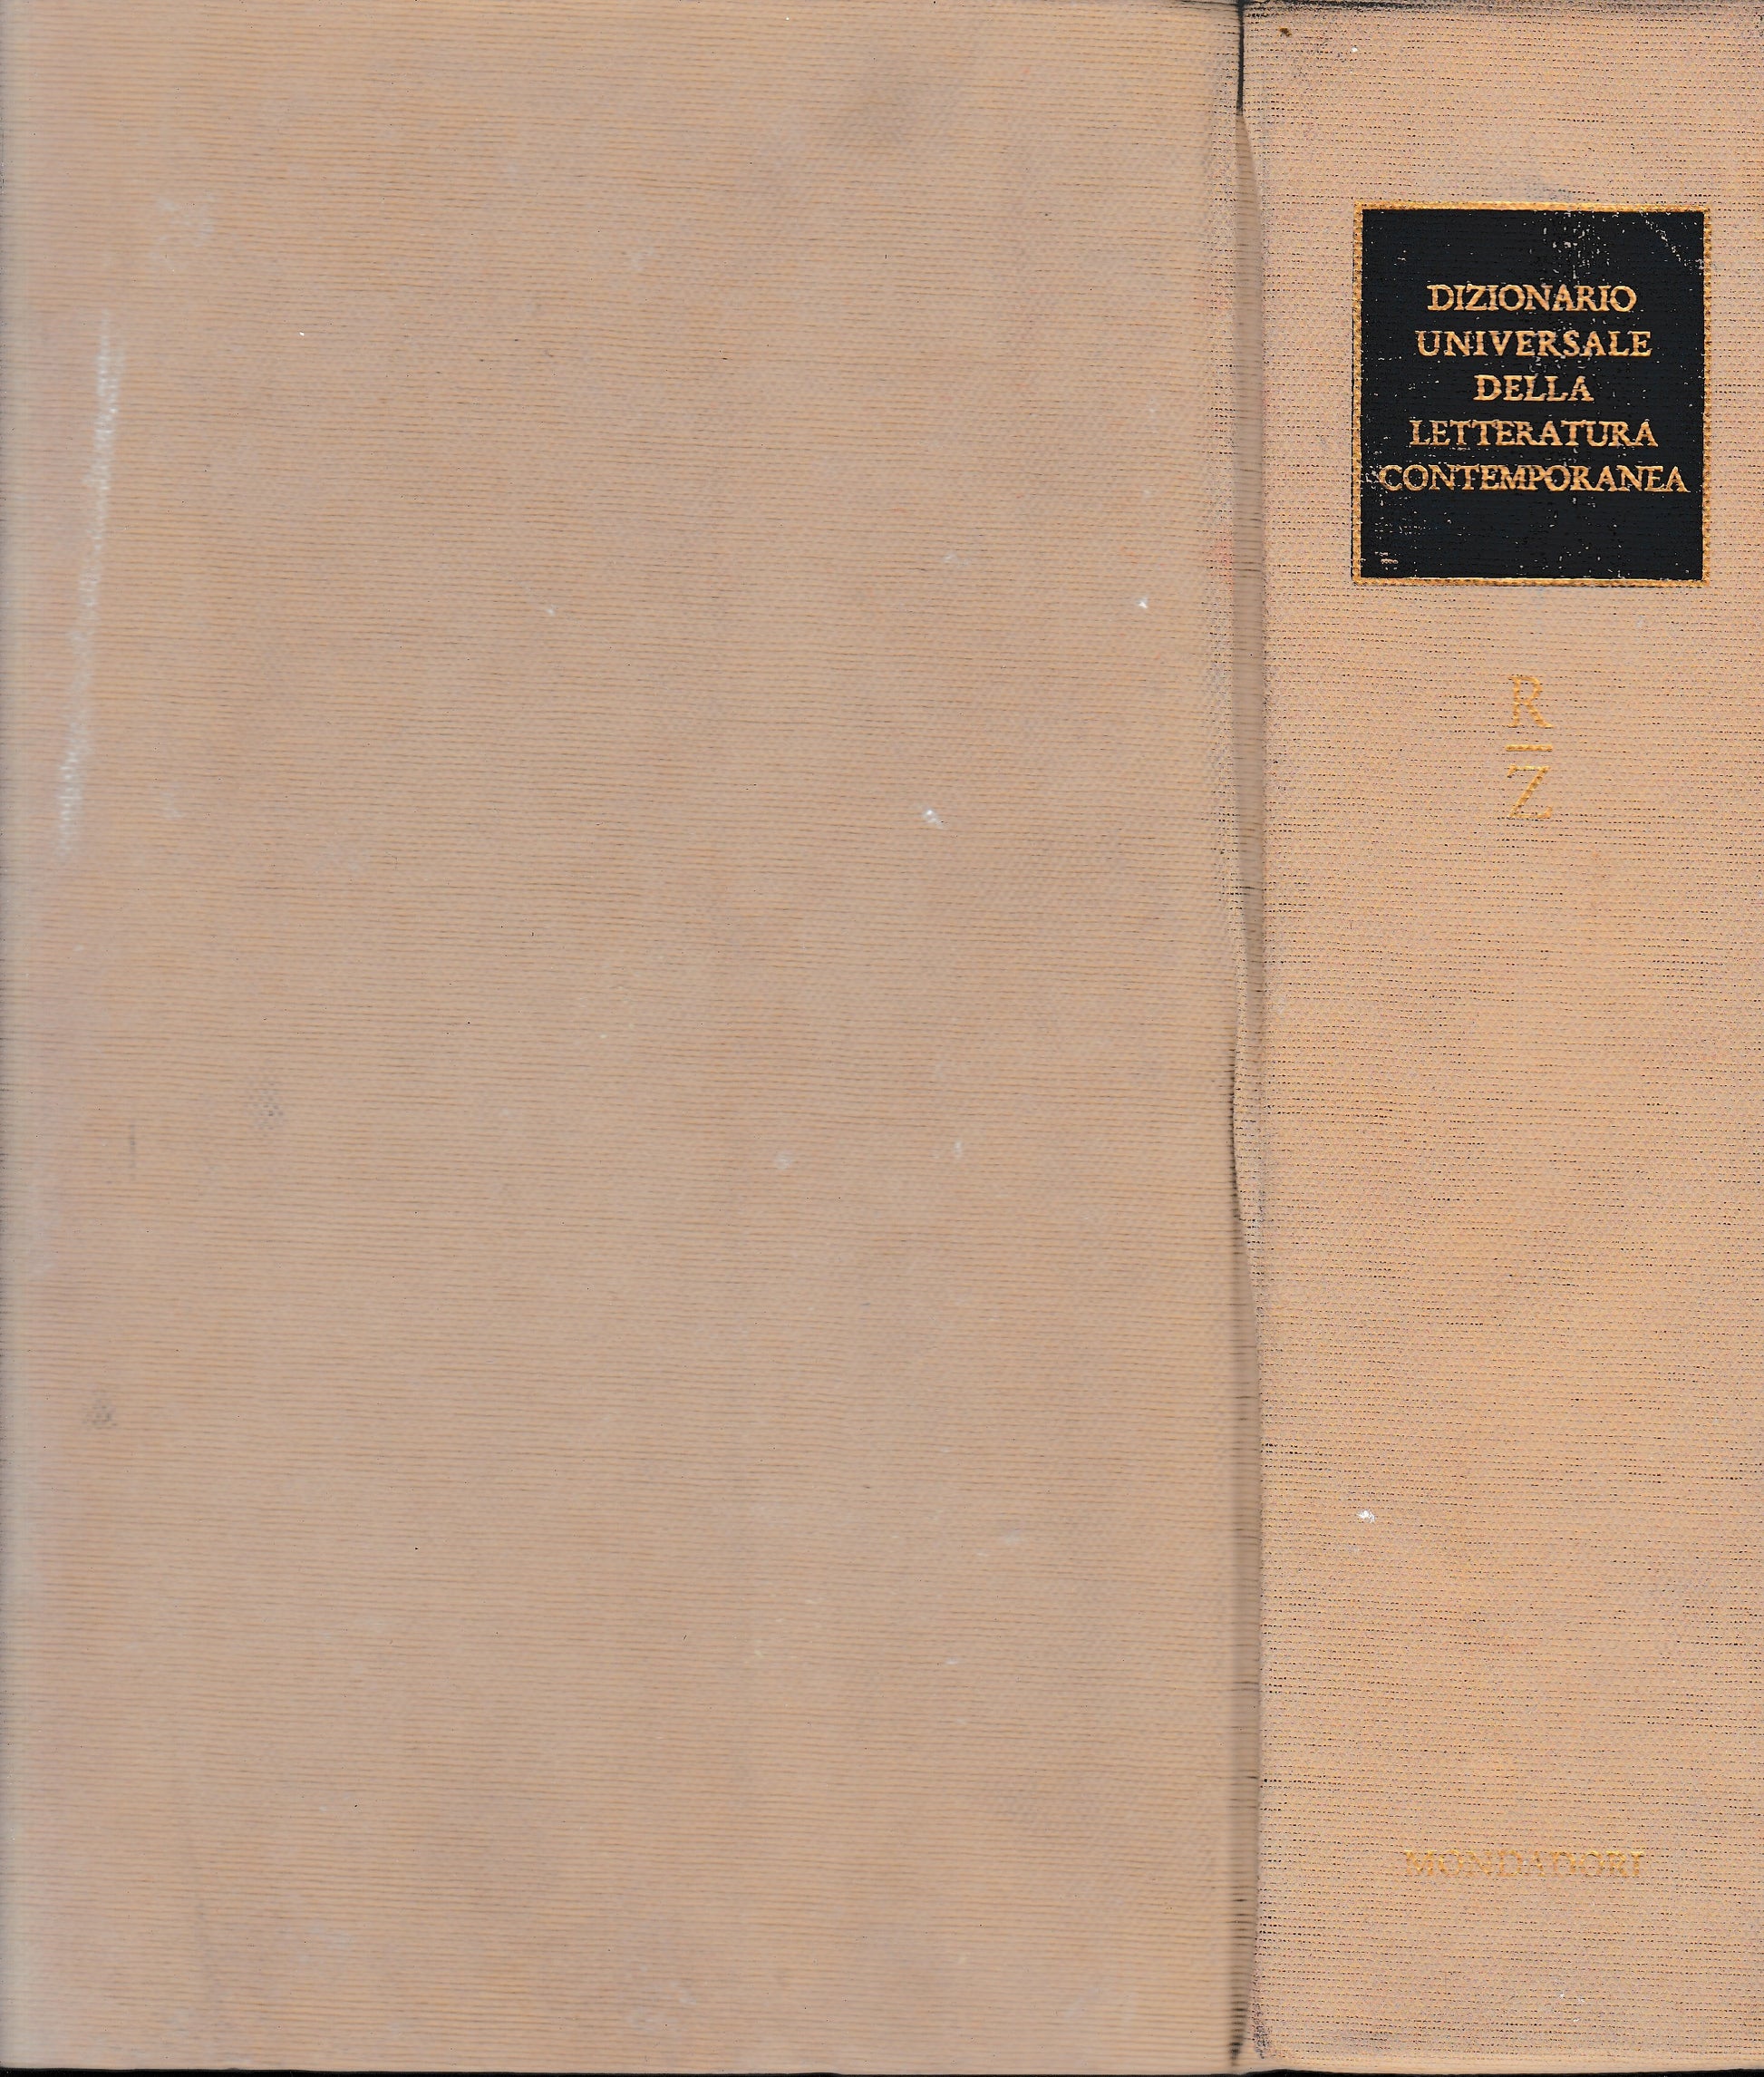 DIZIONARIO
UNIVERSALE
DELLA
LETTERATURA
CONTEMPORANEA
R
Z
MONDADORI